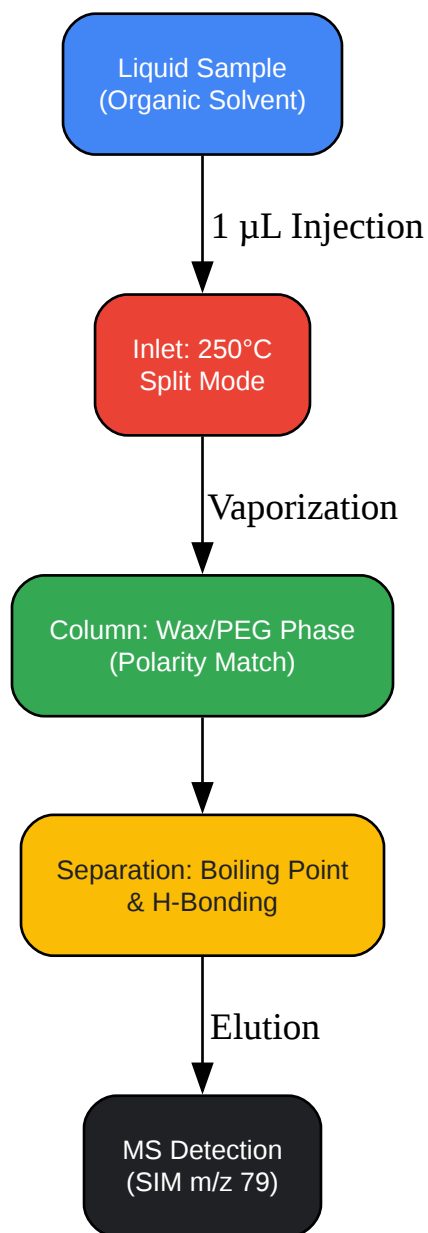 Liquid Sample
(Organic Solvent)
1 µL Injection
Inlet: 250°C
Split Mode
Vaporization
Column: Wax/PEG Phase
(Polarity Match)
Separation: Boiling Point
& H-Bonding
Elution
MS Detection
(SIM m/z 79)